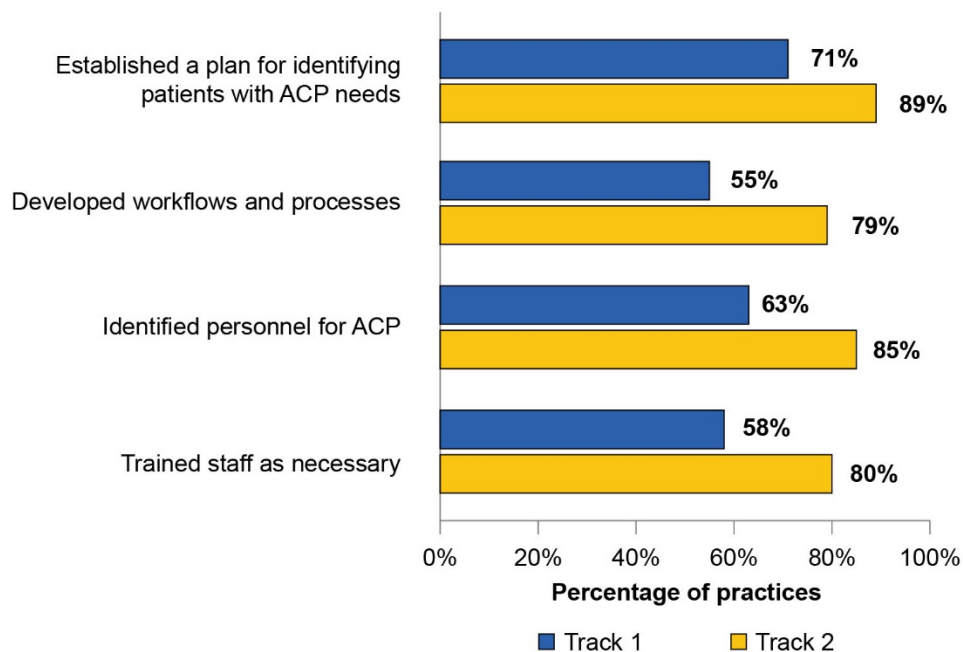 Established a plan for identifying
patients with ACP needs
71%
89%
Developed workflows and processes
55%
79%
Identified personnel for ACP
63%
85%
Trained staff as necessary
58%
80%
0%
20%
40%
60%
80%
100%
Percentage of practices
Track 1
Track 2